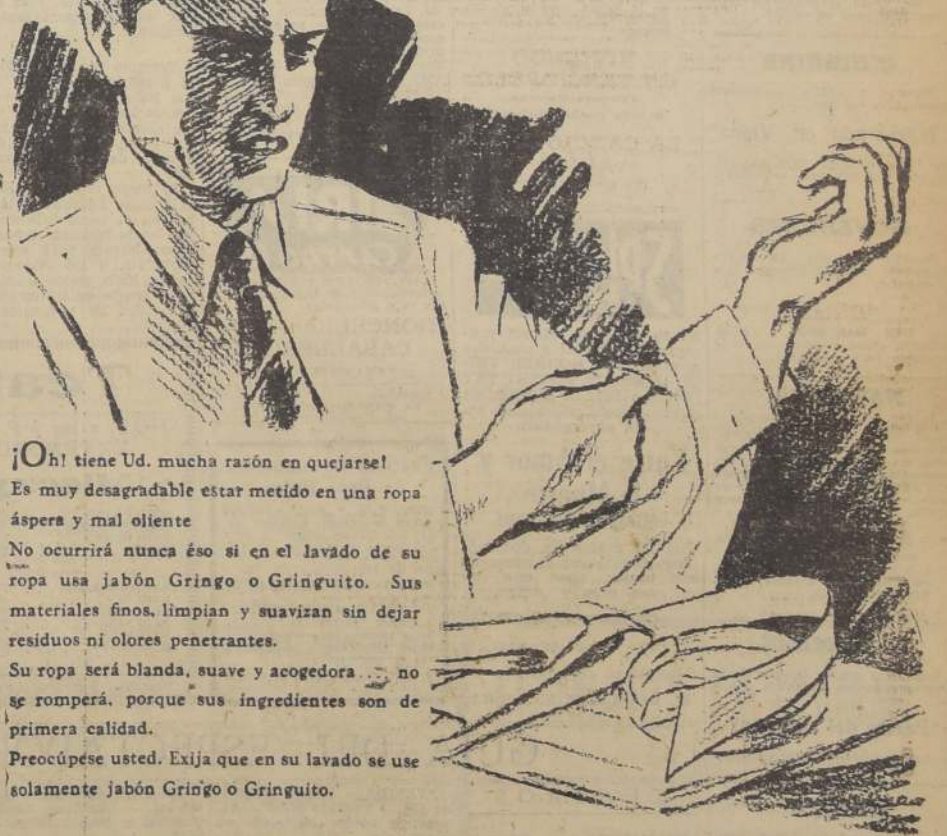 ¡Oh! tiene Ud. mucha razón en quejarse!
Es muy desagradable estar metido en una ropa
áspera y mal oliente
No ocurrirá nunca éso si en el lavado de su
ropa usa jabón Gringo o Gringuito. Sus
materiales finos, limpian y suavizan sin dejar
residuos ni olores penetrantes.
Su ropa será blanda, suave y acogedora ... no
se romperá, porque sus ingredientes son de
primera calidad.
Preocúpese usted. Exija que en su lavado se use
solamente jabón Gringo o Gringuito.